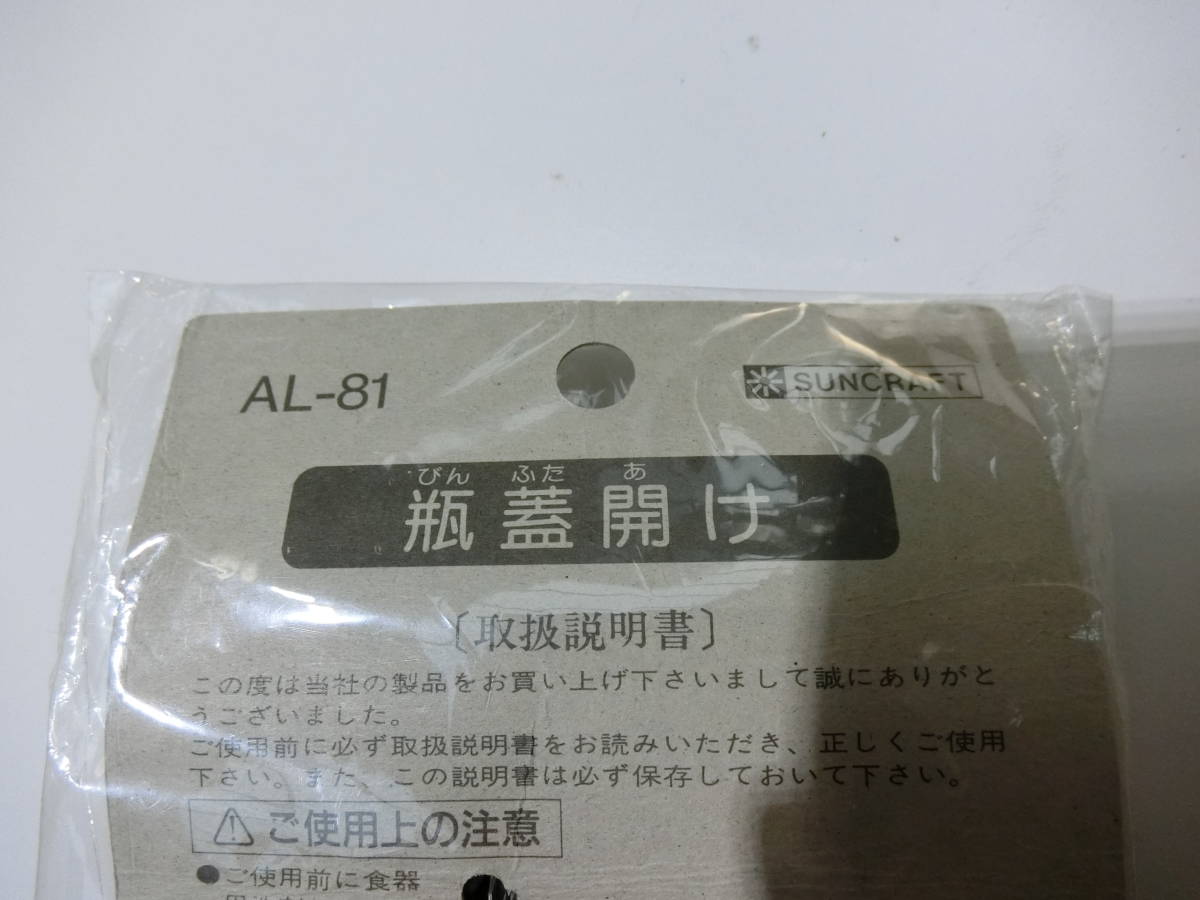 AL-81
SUNCRAFT
びん ふた あ
瓶蓋開け
〔取扱説明書〕
この度は当社の製品をお買い上げ下さいまして誠にありがと
うございました。
ご使用前に必ず取扱説明書をお読みいただき、正しくご使用
下さい。また、この説明書は必ず保存しておいて下さい。
⚠ご使用上の注意
●ご使用前に食器